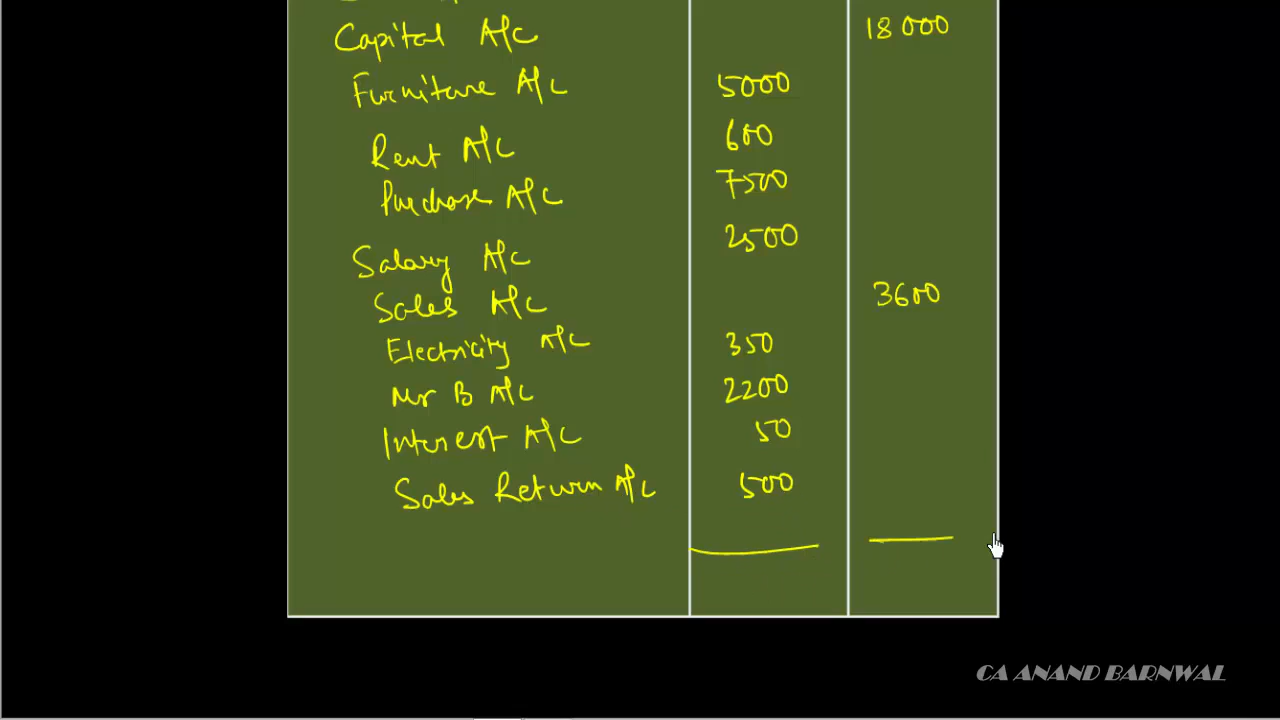 Capital A/C 18000
Furniture A/C 5000
Rent A/C 600
Purchase A/C 7500
Salary A/C 2500
Sales A/C 3600
Electricity A/C 350
Mr B A/C 2200
Interest A/C 50
Sales Return A/C 500
CA ANAND BARNWAL